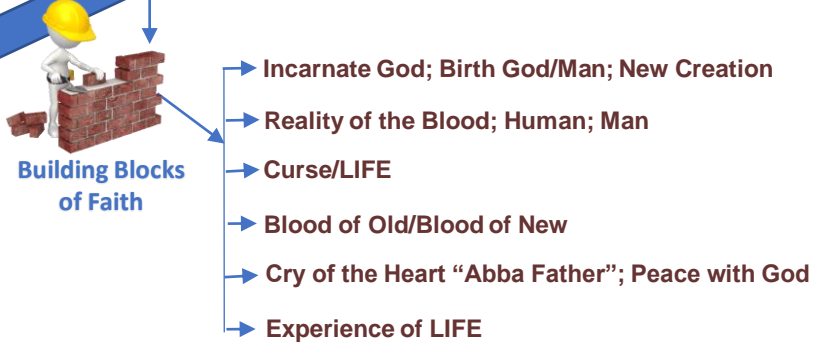 Incarnate God; Birth God/Man; New Creation
Reality of the Blood; Human; Man
Building Blocks
of Faith
Curse/LIFE
Blood of Old/Blood of New
Cry of the Heart “Abba Father”; Peace with God
Experience of LIFE